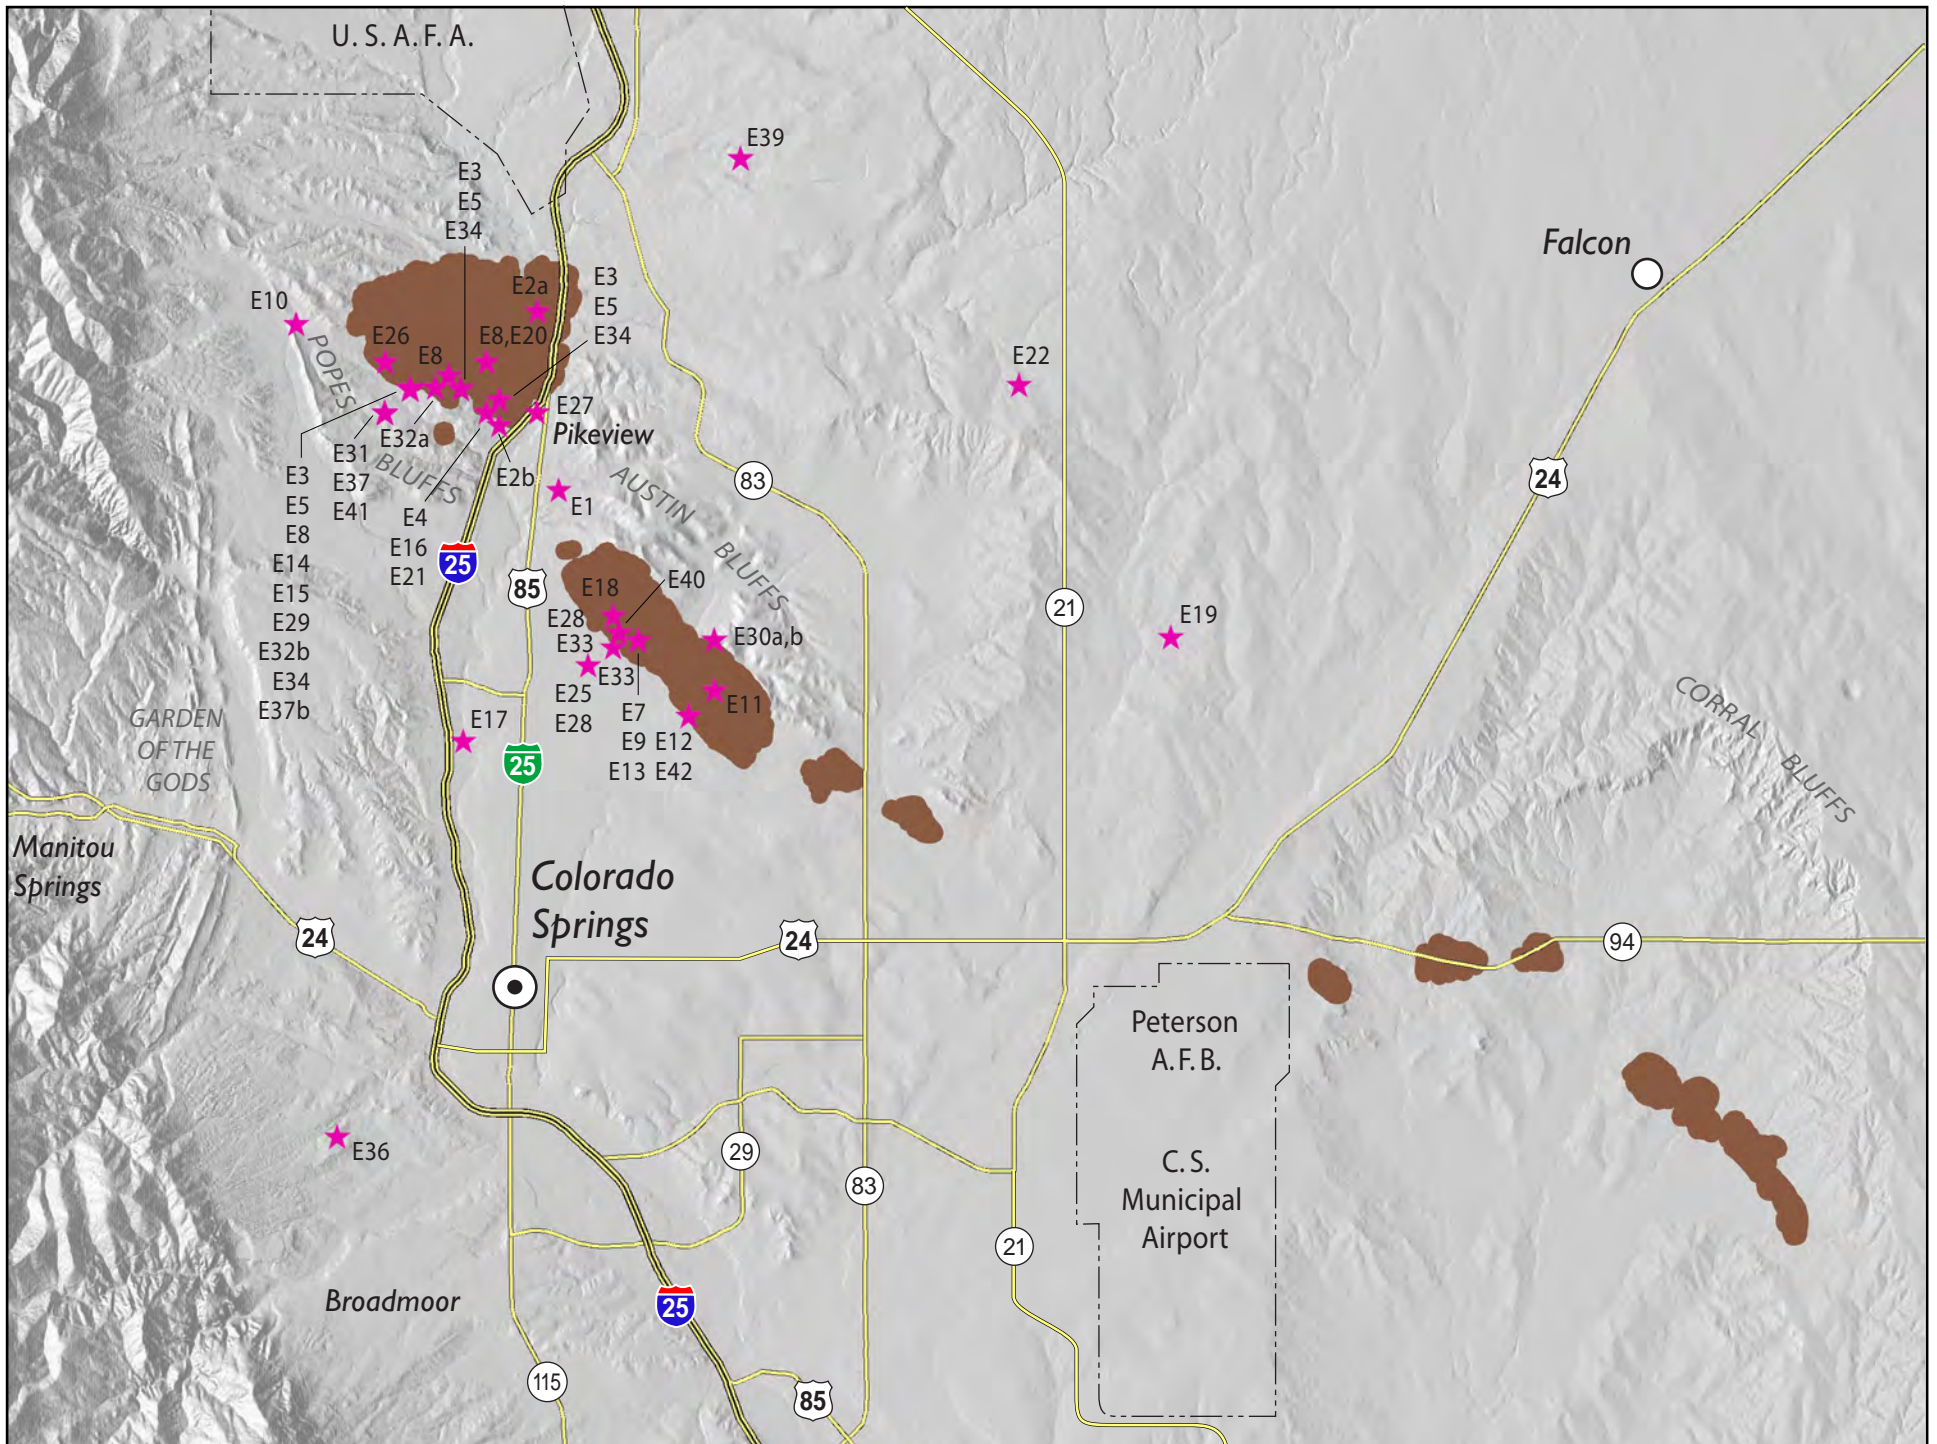 U. S. A. F. A.
E39
E3
E5
E34
Falcon
E10
E2a
E3
E5
E34
E26
E8
E8,E20
POPES
BLUFFS
E22
E27
Pikeview
E32a
E31
E37
E41
E2b
E3
E5
E8
E14
E15
E29
E32b
E34
E37b
E4
E16
E21
E1
AUSTIN
BLUFFS
83
24
25
85
E18
E40
E28
E33
E33
E30a,b
E25
E28
E7
E9
E13
E12
E42
E11
21
E19
CORRAL
BLUFFS
GARDEN
OF THE
GODS
E17
25
Manitou
Springs
Colorado
Springs
24
24
94
Peterson
A. F. B.
C. S.
Municipal
Airport
E36
29
83
21
Broadmoor
25
115
85